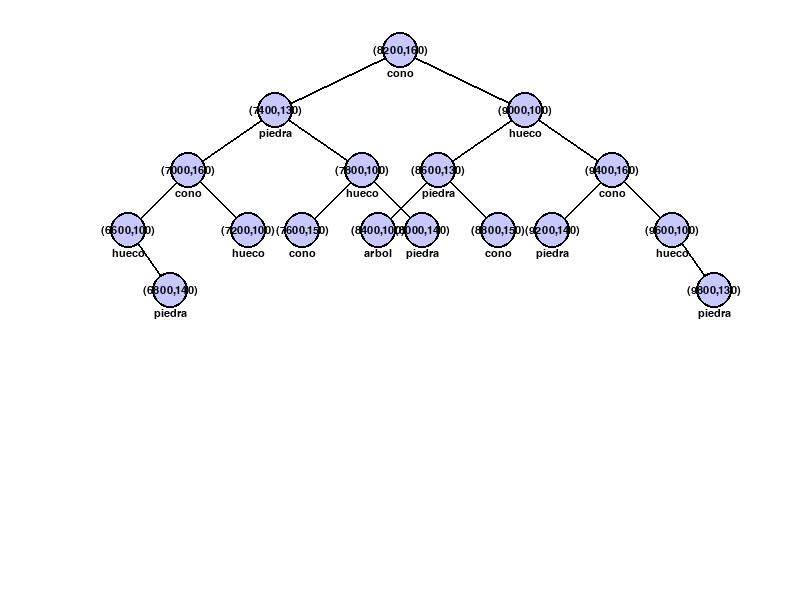 (8200,160)
cono
(7400,130)
piedra
(9000,100)
hueco
(7000,160)
cono
(7800,100)
hueco
(8600,130)
piedra
(9400,160)
cono
(6600,100)
hueco
(7200,100)
hueco
(7600,150)
cono
(8400,100)
arbol
(8000,140)
piedra
(8800,150)
cono
(9200,140)
piedra
(9600,100)
hueco
(6800,140)
piedra
(9800,130)
piedra